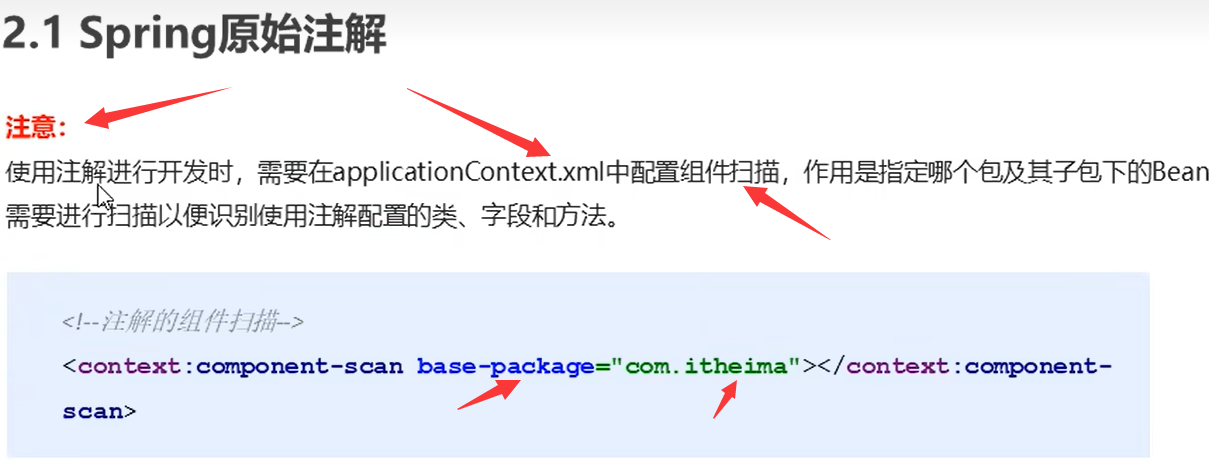 2.1 Spring原始注解
注意：
使用注解进行开发时，需要在applicationContext.xml中配置组件扫描，作用是指定哪个包及其子包下的Bean
需要进行扫描以便识别使用注解配置的类、字段和方法。
<!--注解的组件扫描-->
<context:component-scan base-package="com.itheima"></context:component-
scan>